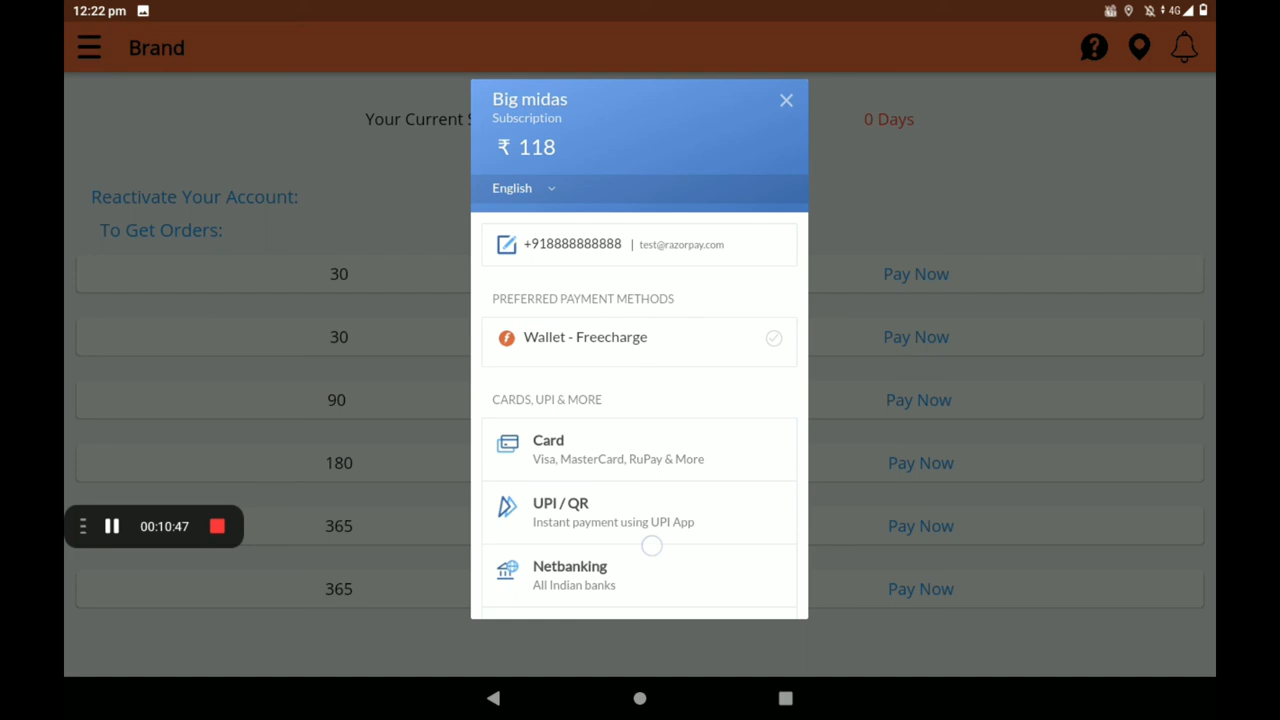 12:22 pm
4G
Brand
Your Current S
0 Days
Reactivate Your Account:
To Get Orders:
30 Pay Now
30 Pay Now
90 Pay Now
180 Pay Now
365 Pay Now
365 Pay Now
00:10:47
Big midas
Subscription
₹ 118
English
+918888888888 | test@razorpay.com
PREFERRED PAYMENT METHODS
Wallet - Freecharge
CARDS, UPI & MORE
Card
Visa, MasterCard, RuPay & More
UPI / QR
Instant payment using UPI App
Netbanking
All Indian banks